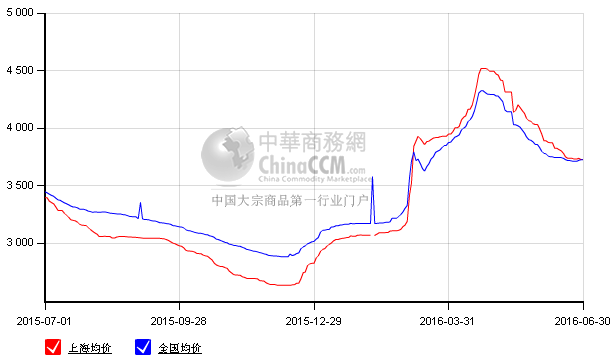 5 000
4 500
4 000
3 500
3 000
中華商務網
ChinaCCM.com
China Commodity Marketplace
中国大宗商品第一行业门户
2015-07-01
2015-09-28
2015-12-29
2016-03-31
2016-06-30
上海均价
全国均价